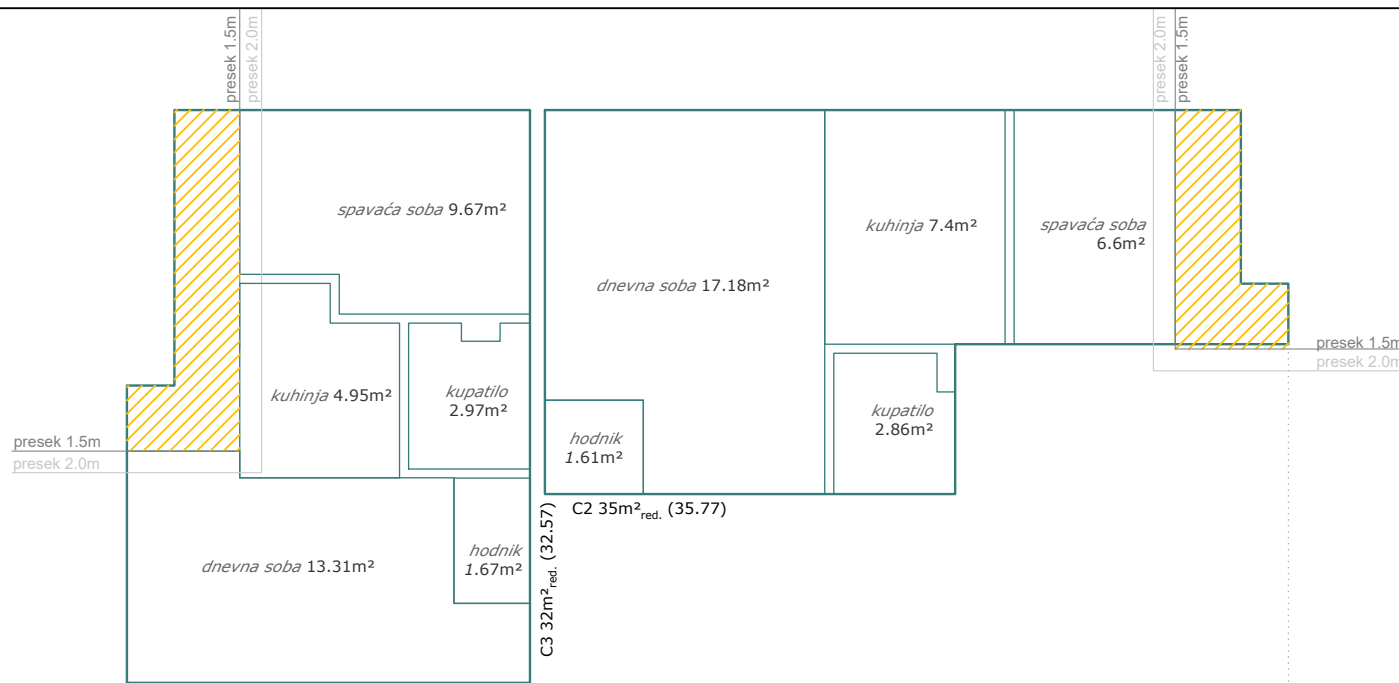 presek 1.5m
presek 2.0m
presek 2.0m
presek 1.5m
spavaća soba 9.67m²
kuhinja 7.4m²
spavaća soba
6.6m²
dnevna soba 17.18m²
presek 1.5m
presek 2.0m
kuhinja 4.95m²
kupatilo
2.97m²
kupatilo
2.86m²
hodnik
1.61m²
presek 1.5m
presek 2.0m
C2 35m²red. (35.77)
C3 32m²red. (32.57)
hodnik
1.67m²
dnevna soba 13.31m²